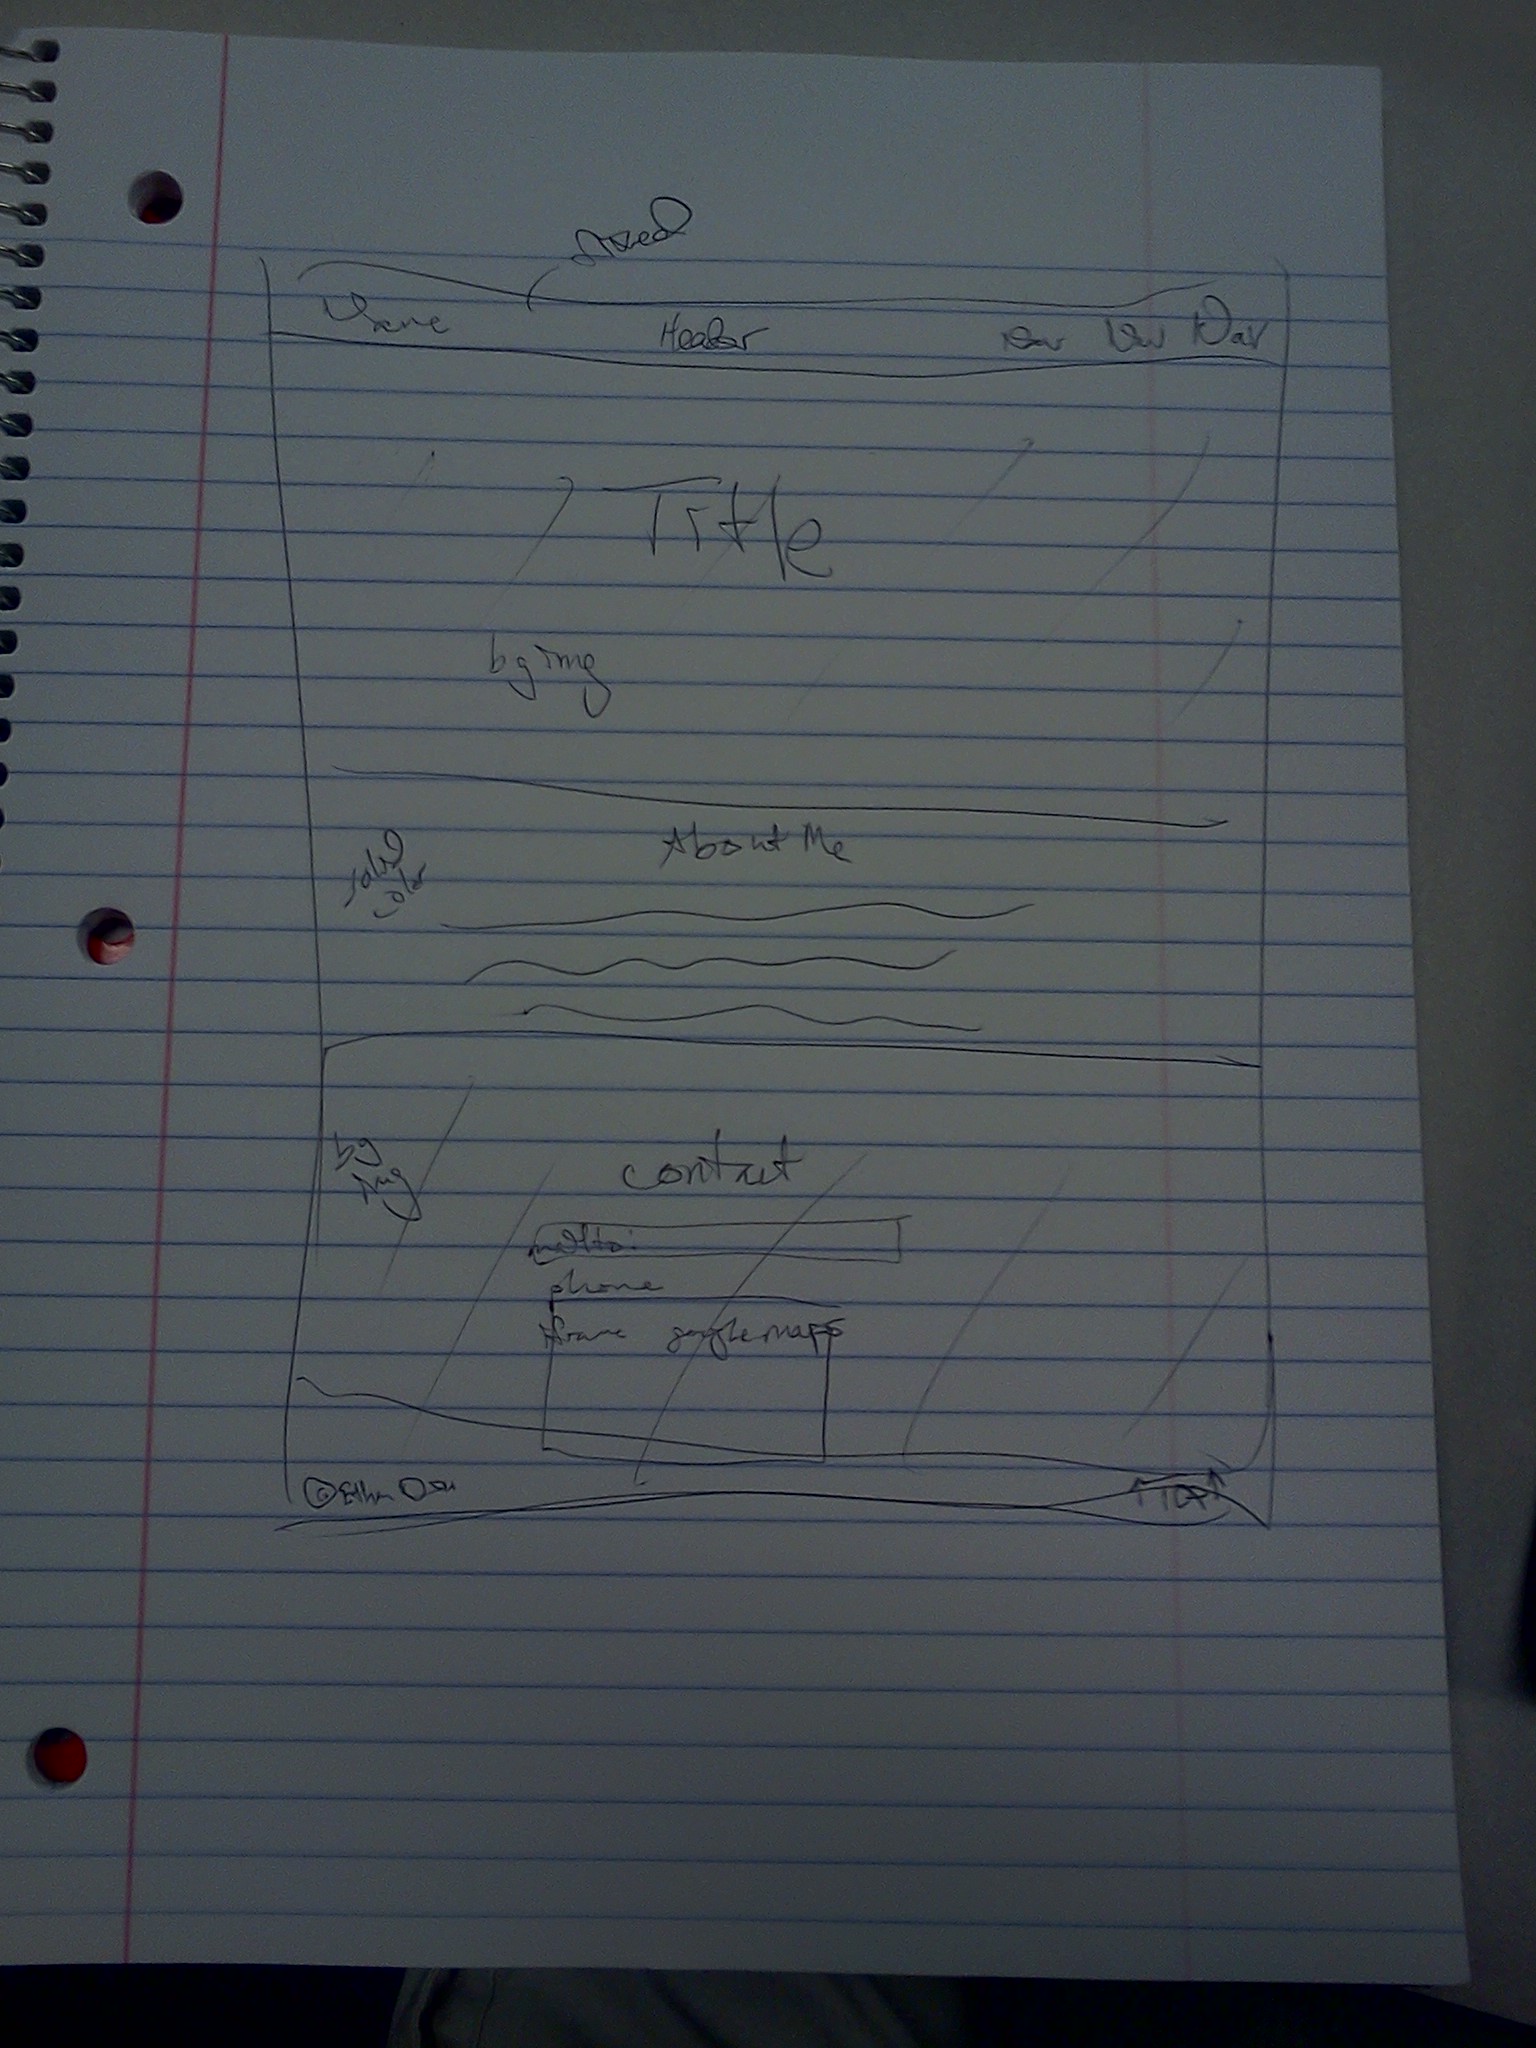 fixed
Name Header Nav Nav Nav
Title
bg img
About Me
solid
color
bg
img
contact
mailto:
phone
iframe google maps
© Ethan
↑ TOP ↑